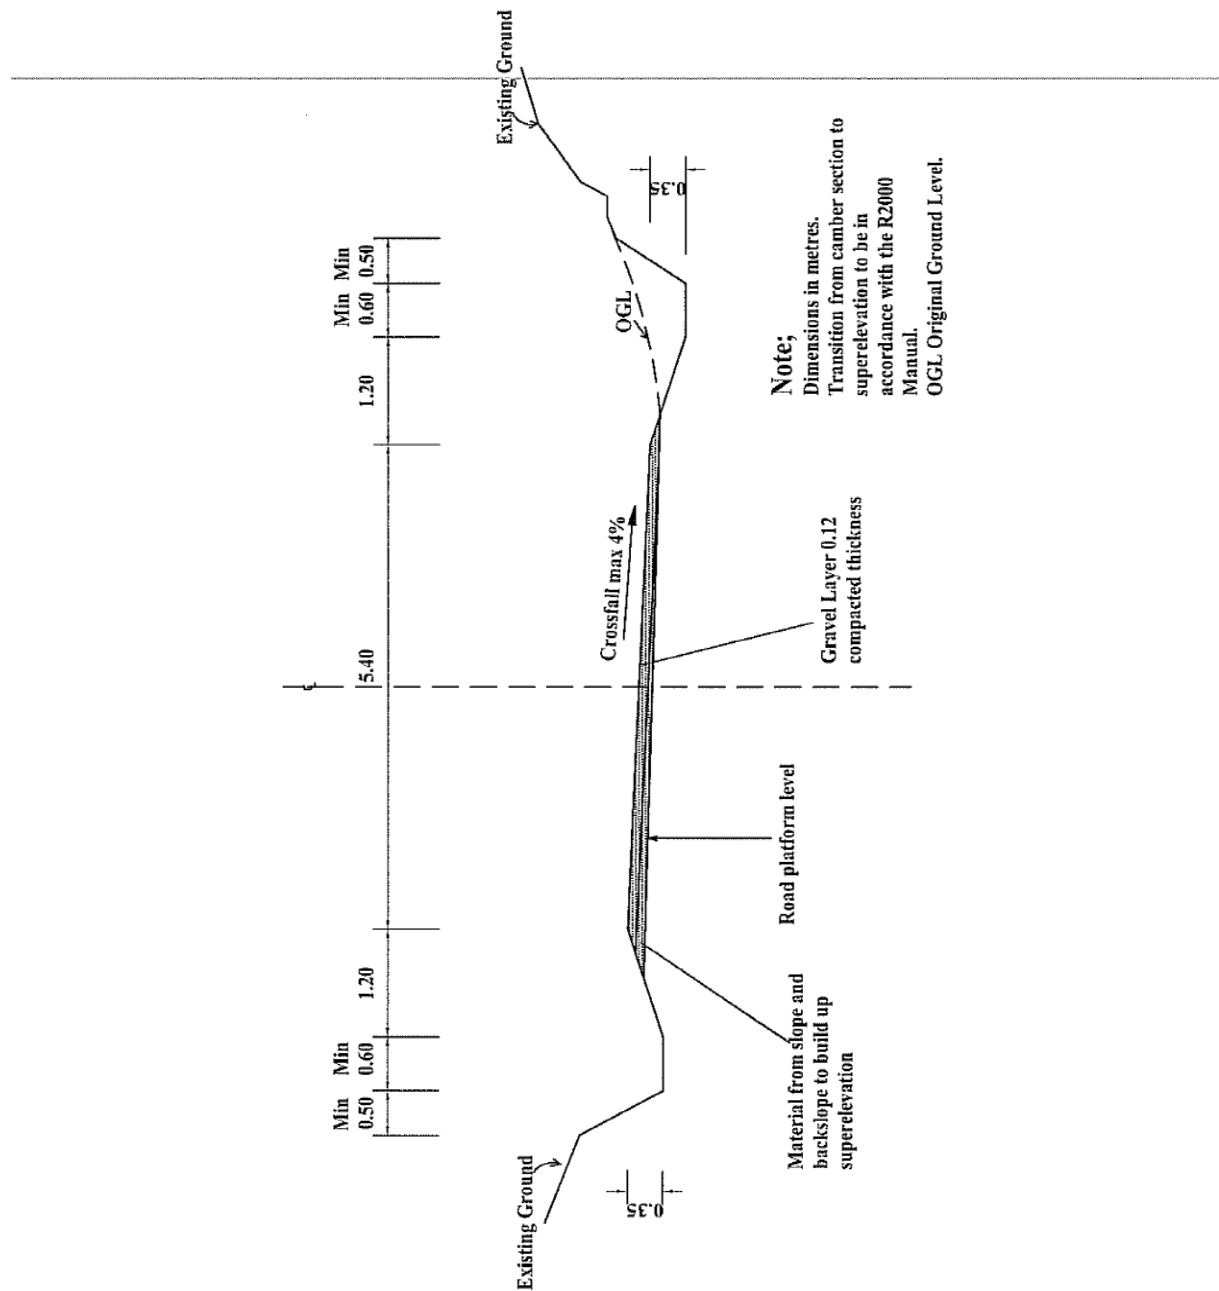 Min
0.50
Min
0.60
1.20
5.40
1.20
Min
0.60
Min
0.50
Existing Ground
Existing Ground
OGL
Crossfall max 4%
0.35
0.35
Material from slope and
backslope to build up
superelevation
Road platform level
Gravel Layer 0.12
compacted thickness
Note;
Dimensions in metres.
Transition from camber section to
superelevation to be in
accordance with the R2000
Manual.
OGL Original Ground Level.